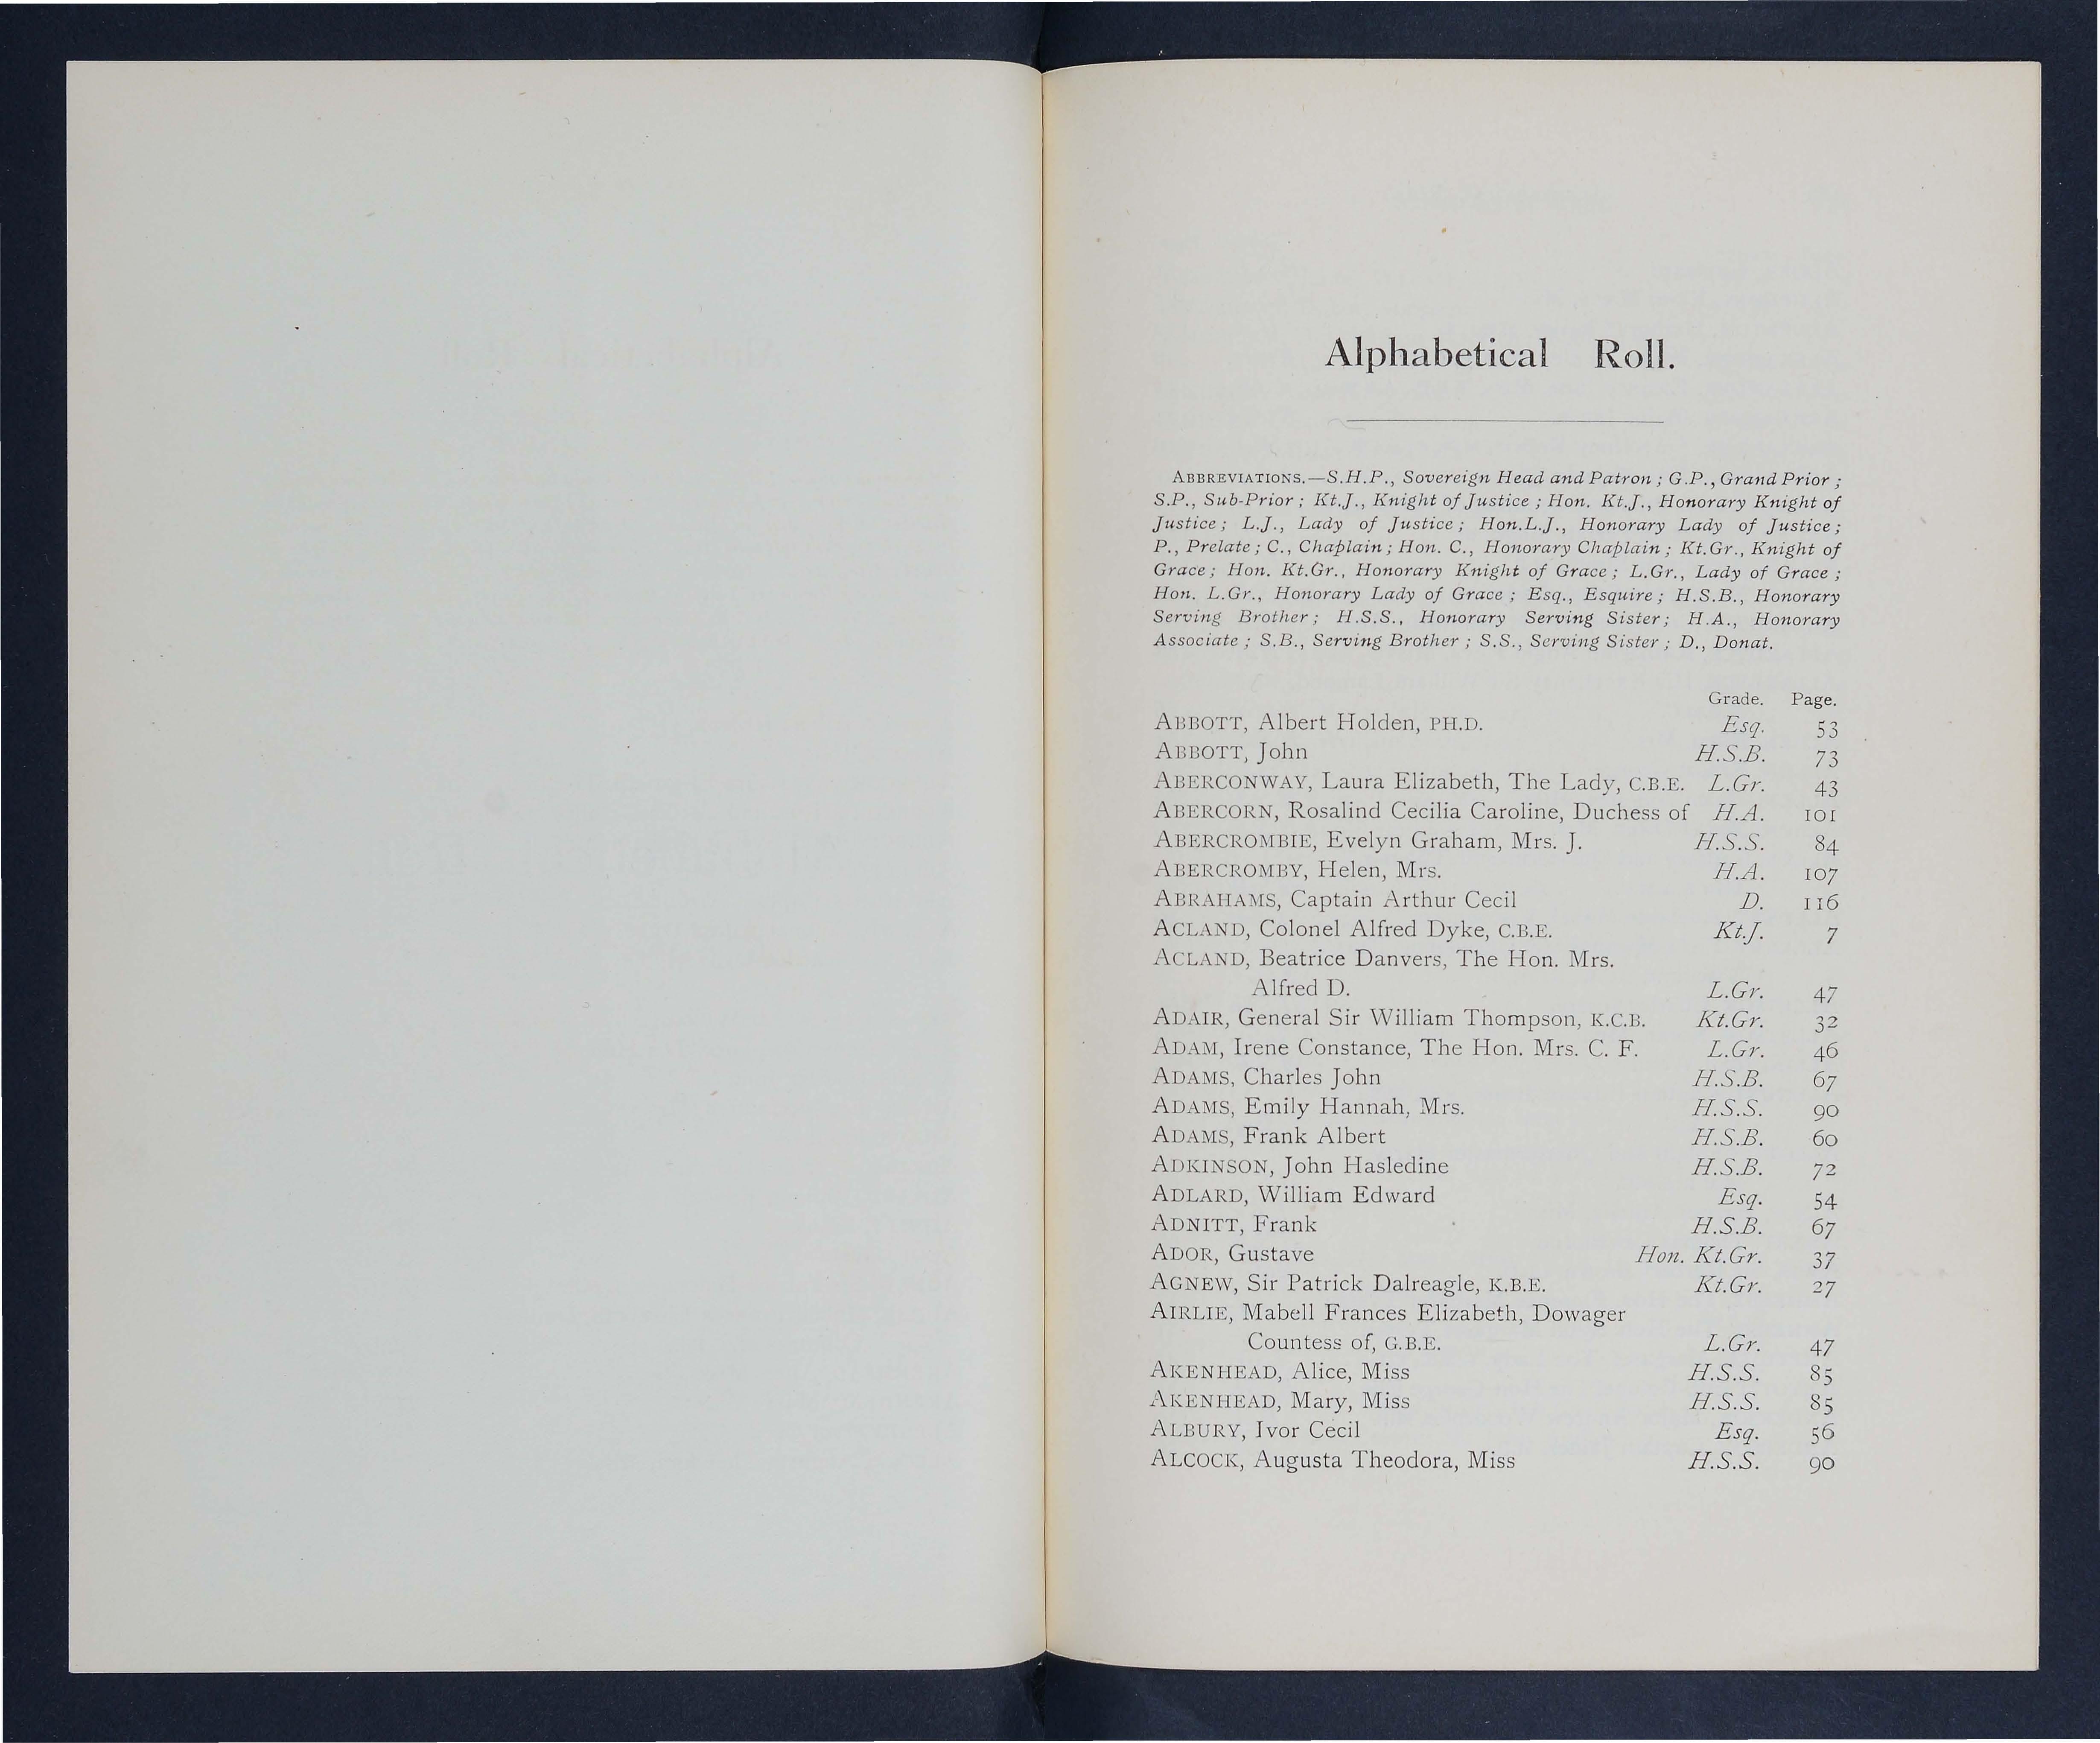 Alphabetical Roll.
ABBREVIATIONS.—S.H.P., Sovereign Head and Patron ; G.P., Grand Prior ;
S.P., Sub-Prior ; Kt.J., Knight of Justice ; Hon. Kt.J., Honorary Knight of
Justice ; L.J., Lady of Justice ; Hon.L.J., Honorary Lady of Justice ;
P., Prelate ; C., Chaplain ; Hon. C., Honorary Chaplain ; Kt.Gr., Knight of
Grace ; Hon. Kt.Gr., Honorary Knight of Grace ; L.Gr., Lady of Grace ;
Hon. L.Gr., Honorary Lady of Grace ; Esq., Esquire ; H.S.B., Honorary
Serving Brother ; H.S.S., Honorary Serving Sister ; H.A., Honorary
Associate ; S.B., Serving Brother ; S.S., Serving Sister ; D., Donat.
Grade. Page.
ABBOTT, Albert Holden, PH.D. Esq. 53
ABBOTT, John H.S.B. 73
ABERCONWAY, Laura Elizabeth, The Lady, C.B.E. L.Gr. 43
ABERCORN, Rosalind Cecilia Caroline, Duchess of H.A. 101
ABERCROMBIE, Evelyn Graham, Mrs. J. H.S.S. 84
ABERCROMBY, Helen, Mrs. H.A. 107
ABRAHAMS, Captain Arthur Cecil D. 116
ACLAND, Colonel Alfred Dyke, C.B.E. Kt.J. 7
ACLAND, Beatrice Danvers, The Hon. Mrs.
Alfred D. L.Gr. 47
ADAIR, General Sir William Thompson, K.C.B. Kt.Gr. 32
ADAM, Irene Constance, The Hon. Mrs. C. F. L.Gr. 46
ADAMS, Charles John H.S.B. 67
ADAMS, Emily Hannah, Mrs. H.S.S. 90
ADAMS, Frank Albert H.S.B. 60
ADKINSON, John Hasledine H.S.B. 72
ADLARD, William Edward Esq. 54
ADNITT, Frank H.S.B. 67
ADOR, Gustave Hon. Kt.Gr. 37
AGNEW, Sir Patrick Dalreagle, K.B.E. Kt.Gr. 27
AIRLIE, Mabell Frances Elizabeth, Dowager
Countess of, G.B.E. L.Gr. 47
AKENHEAD, Alice, Miss H.S.S. 85
AKENHEAD, Mary, Miss H.S.S. 85
ALBURY, Ivor Cecil Esq. 56
ALCOCK, Augusta Theodora, Miss H.S.S. 90